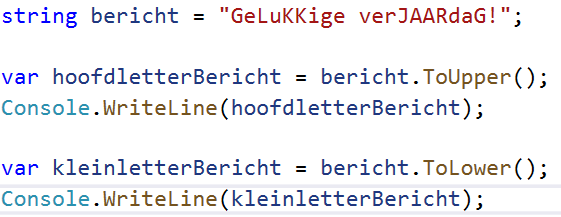 string bericht = "GeLuKKige verJAARdaG!";
var hoofdletterBericht = bericht.ToUpper();
Console.WriteLine(hoofdletterBericht);
var kleinletterBericht = bericht.ToLower();
Console.WriteLine(kleinletterBericht);